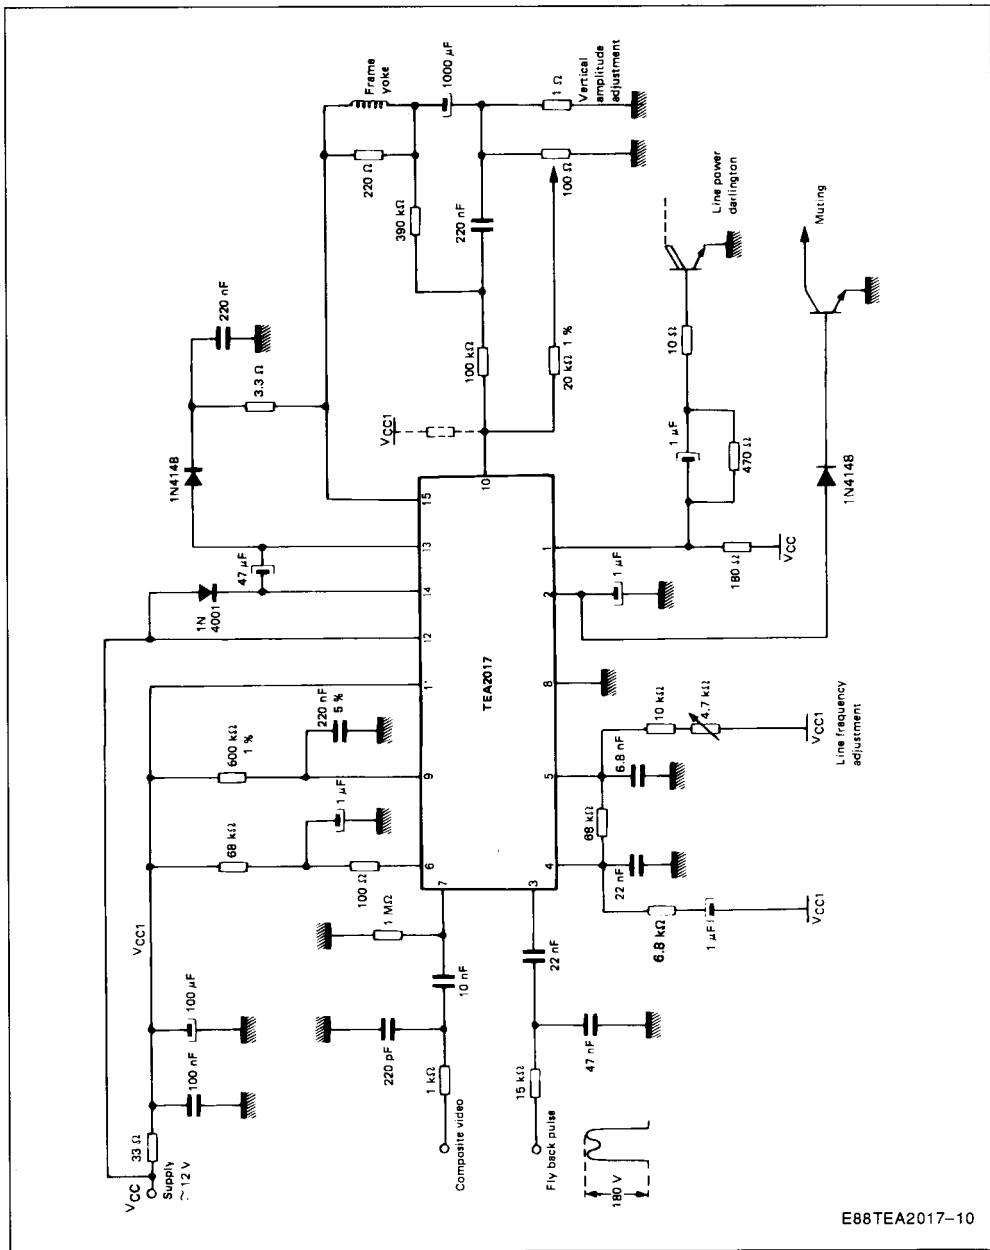 Frame
yoke
1000 µF
220 Ω
390 kΩ
220 nF
1 Ω
Vertical
amplitude
adjustment
100 Ω
220 nF
3.3 Ω
1N4148
47 µF
1N
4001
VCC1
100 kΩ
20 kΩ 1 %
10
15
13
14
12
1'
9
6
7
TEA2017
1
2
8
5
4
3
Line power
darlington
10 Ω
1 µF
470 Ω
180 Ω
VCC
Muting
1N4148
1 µF
220 nF
5 %
600 kΩ
1 %
1 µF
68 kΩ
100 Ω
VCC1
1 MΩ
10 nF
220 pF
1 kΩ
Composite video
100 µF
100 nF
33 Ω
VCC
Supply
~ 12 V
10 kΩ
4.7 kΩ
VCC1
Line frequency
adjustment
6.8 nF
68 kΩ
22 nF
6.8 kΩ
1 µF
VCC1
22 nF
47 nF
15 kΩ
Fly back pulse
180 V
E88TEA2017-10